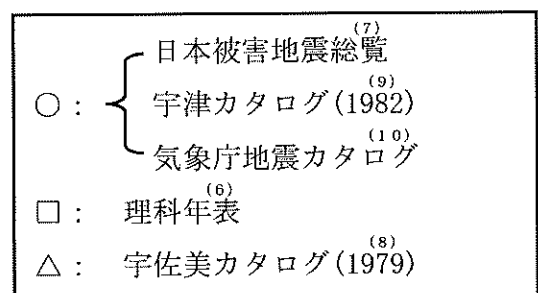 日本被害地震総覧(7)
○: 宇津カタログ(1982)(9)
気象庁地震カタログ(10)
□: 理科年表(6)
△: 宇佐美カタログ(1979)(8)